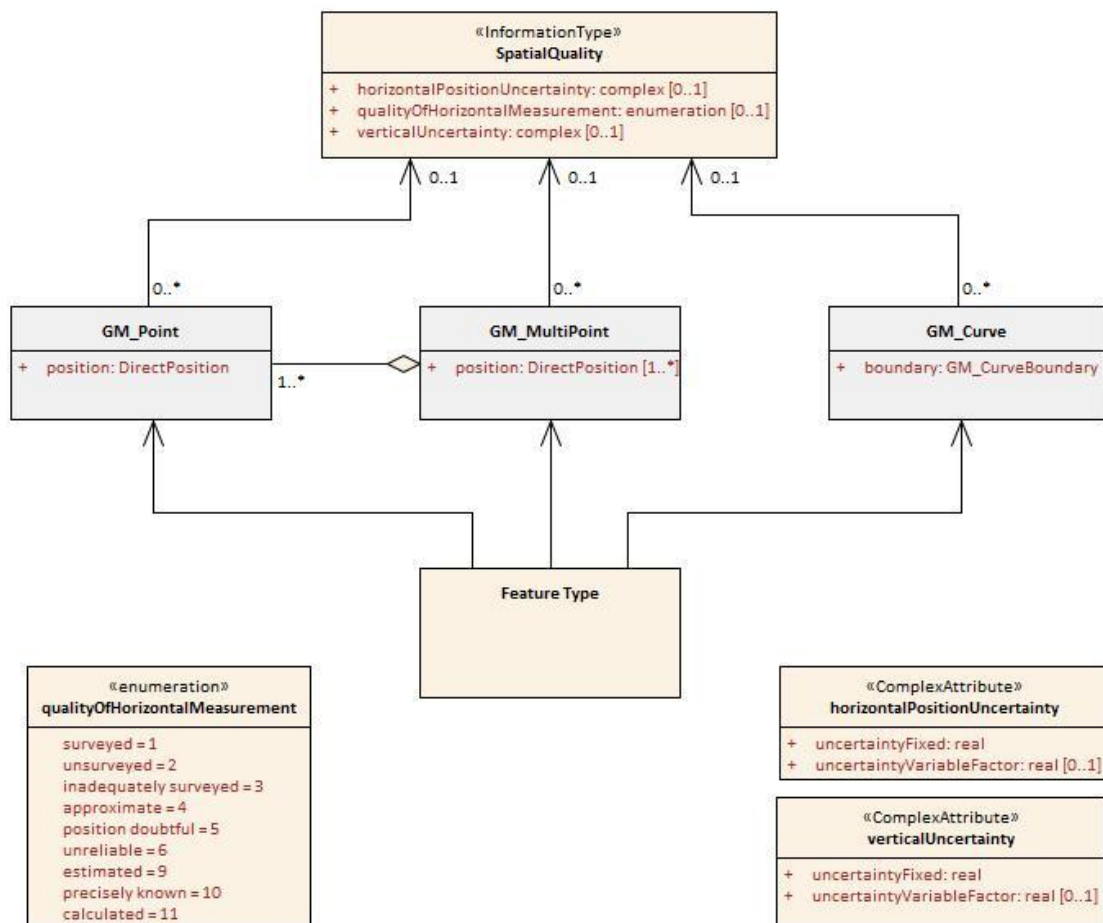 «InformationType»
SpatialQuality
+ horizontalPositionUncertainty: complex [0..1]
+ qualityOfHorizontalMeasurement: enumeration [0..1]
+ verticalUncertainty: complex [0..1]
0..1
0..1
0..1
0..*
0..*
0..*
GM_Point
+ position: DirectPosition
1..*
GM_MultiPoint
+ position: DirectPosition [1..*]
GM_Curve
+ boundary: GM_CurveBoundary
Feature Type
«enumeration»
qualityOfHorizontalMeasurement
surveyed = 1
unsurveyed = 2
inadequately surveyed = 3
approximate = 4
position doubtful = 5
unreliable = 6
estimated = 9
precisely known = 10
calculated = 11
«ComplexAttribute»
horizontalPositionUncertainty
+ uncertaintyFixed: real
+ uncertaintyVariableFactor: real [0..1]
«ComplexAttribute»
verticalUncertainty
+ uncertaintyFixed: real
+ uncertaintyVariableFactor: real [0..1]